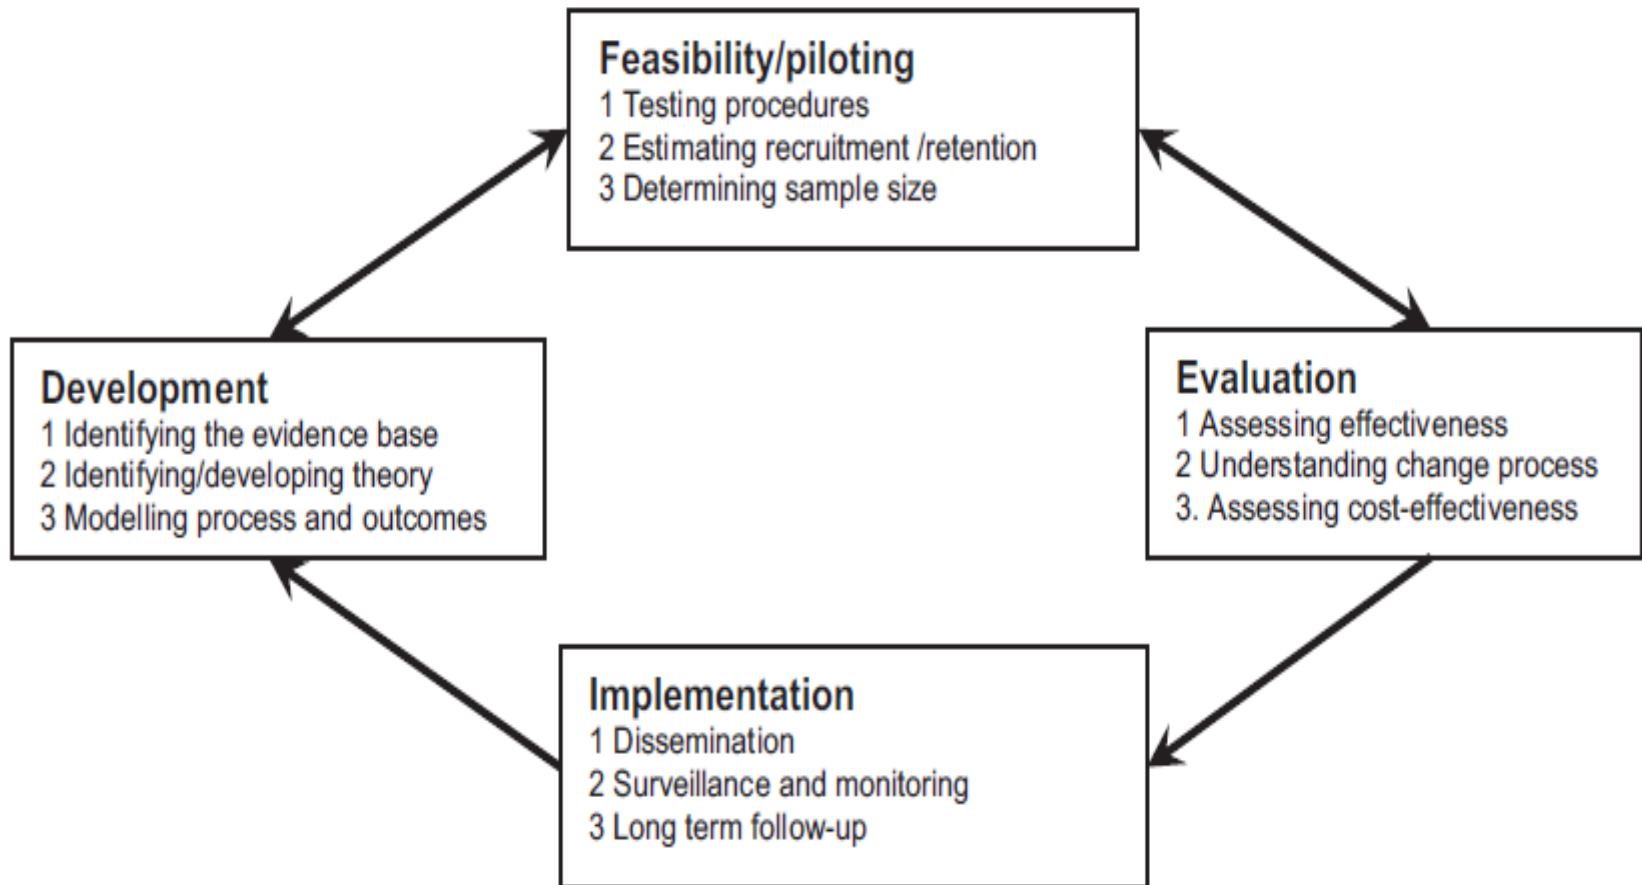 Feasibility/piloting
1 Testing procedures
2 Estimating recruitment /retention
3 Determining sample size
Development
1 Identifying the evidence base
2 Identifying/developing theory
3 Modelling process and outcomes
Evaluation
1 Assessing effectiveness
2 Understanding change process
3. Assessing cost-effectiveness
Implementation
1 Dissemination
2 Surveillance and monitoring
3 Long term follow-up